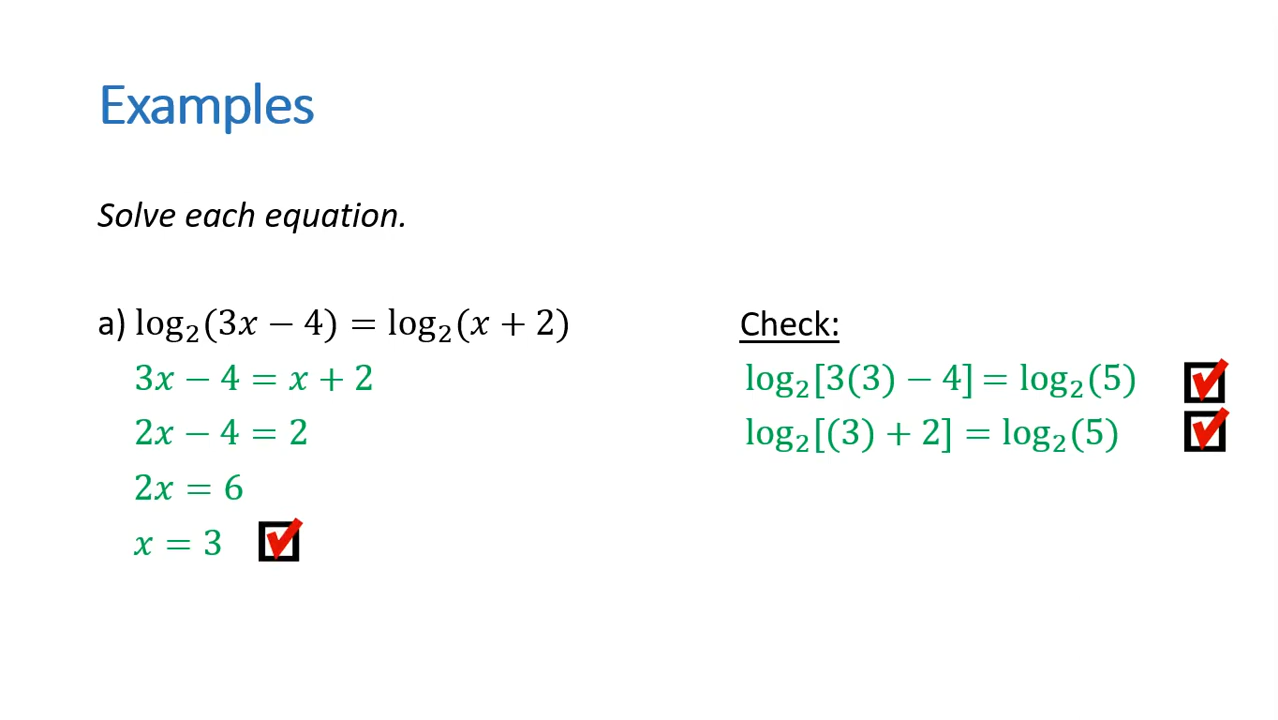 Examples
Solve each equation.
a) log₂(3x − 4) = log₂(x + 2)
3x − 4 = x + 2
2x − 4 = 2
2x = 6
x = 3
Check:
log₂[3(3) − 4] = log₂(5)
log₂[(3) + 2] = log₂(5)